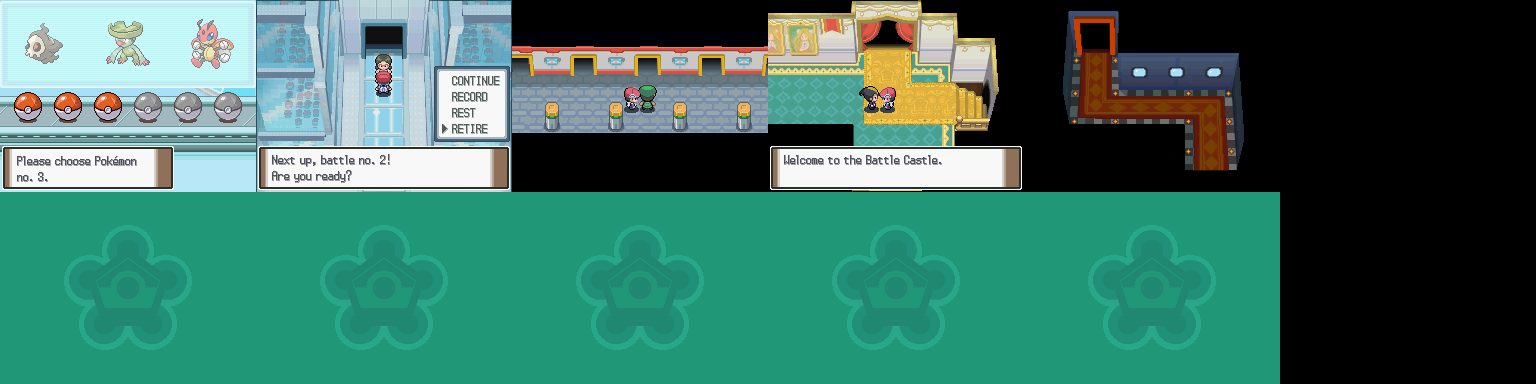 Please choose Pokémon
no. 3.
CONTINUE
RECORD
REST
RETIRE
Next up, battle no. 2!
Are you ready?
Welcome to the Battle Castle.